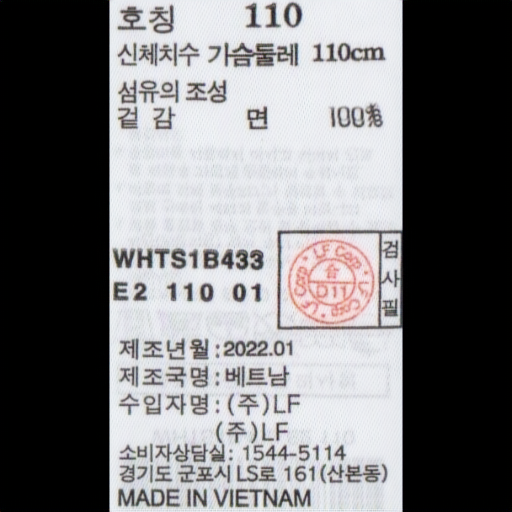 호칭 110
신체치수 가슴둘레 110cm
섬유의 조성
겉 감 면 100%
WHTS1B433
E2 110 01
LF Corp · LF Corp · LF Corp
合
D11
검사필
제조년월:2022.01
제조국명:베트남
수입자명:(주)LF
(주)LF
소비자상담실: 1544-5114
경기도 군포시 LS로 161(산본동)
MADE IN VIETNAM